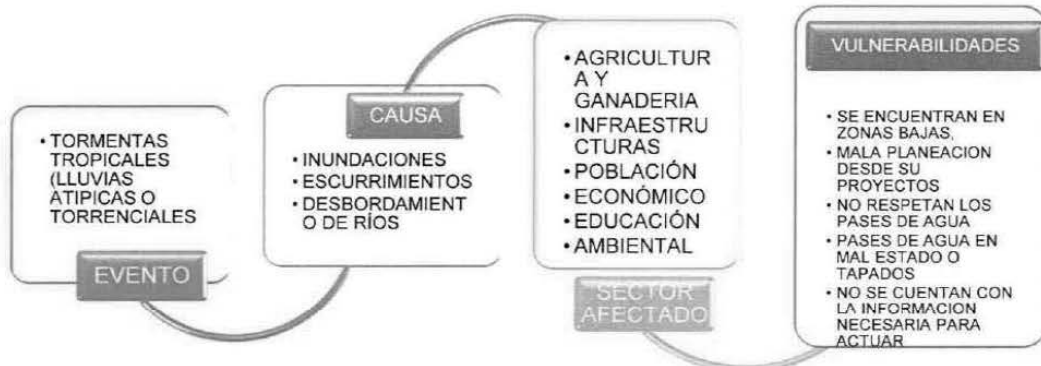 • TORMENTAS
TROPICALES
(LLUVIAS
ATIPICAS O
TORRENCIALES
EVENTO
CAUSA
• INUNDACIONES
• ESCURRIMIENTOS
• DESBORDAMIENT
O DE RÍOS
• AGRICULTUR
A Y
GANADERIA
• INFRAESTRU
CTURAS
• POBLACIÓN
• ECONÓMICO
• EDUCACIÓN
• AMBIENTAL
SECTOR
AFECTADO
VULNERABILIDADES
• SE ENCUENTRAN EN
ZONAS BAJAS,
• MALA PLANEACION
DESDE SU
PROYECTOS
• NO RESPETAN LOS
PASES DE AGUA
• PASES DE AGUA EN
MAL ESTADO O
TAPADOS
• NO SE CUENTAN CON
LA INFORMACION
NECESARIA PARA
ACTUAR